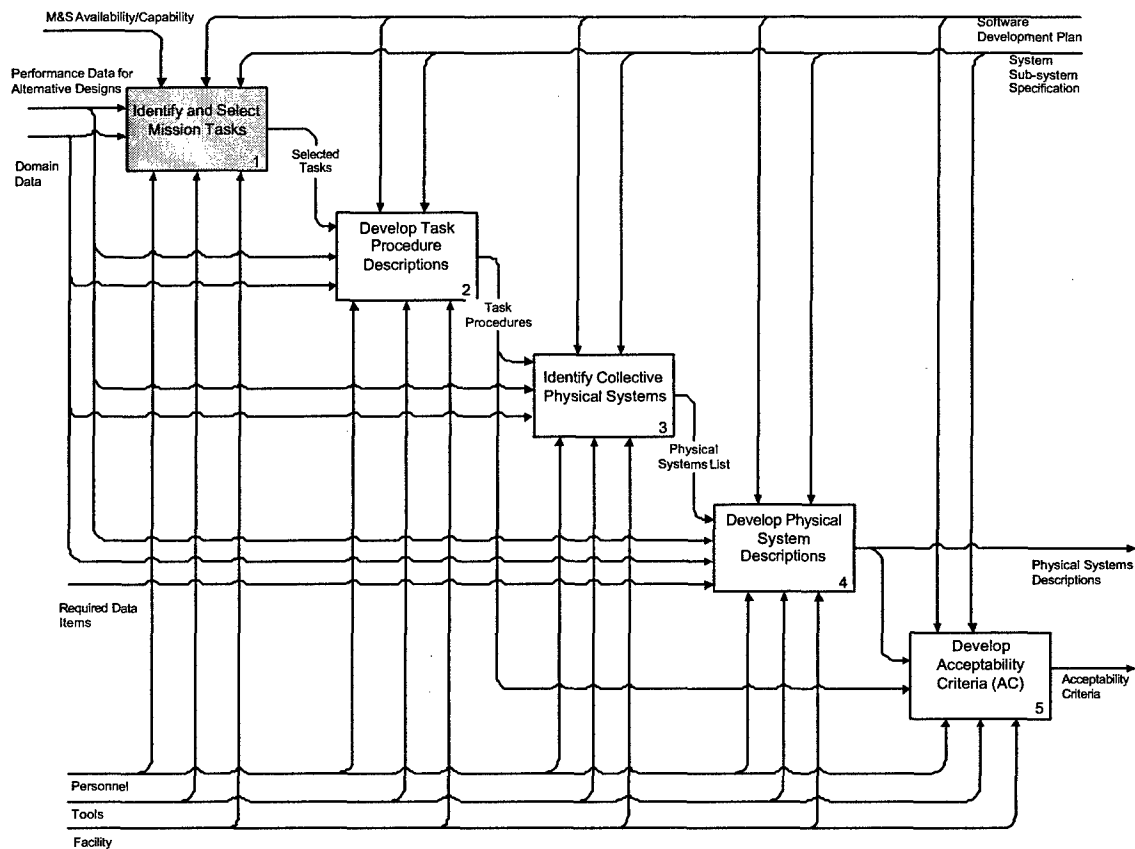 M&S Availability/Capability
Software
Development Plan
System
Sub-system
Specification
Performance Data for
Alternative Designs
Identify and Select
Mission Tasks
1
Selected
Tasks
Domain
Data
Develop Task
Procedure
Descriptions
2
Task
Procedures
Identify Collective
Physical Systems
3
Physical
Systems List
Develop Physical
System
Descriptions
4
Physical Systems
Descriptions
Required Data
Items
Develop
Acceptability
Criteria (AC)
5
Acceptability
Criteria
Personnel
Tools
Facility